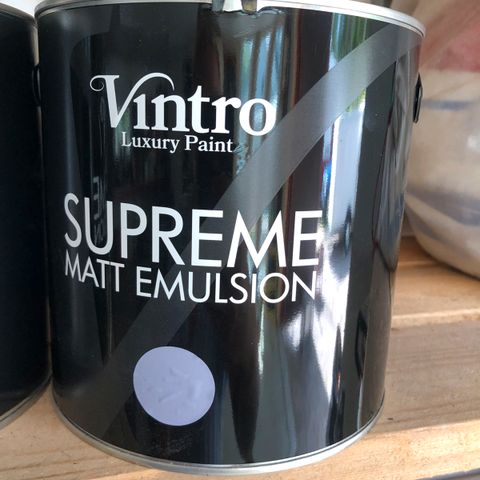 Vintro
Luxury Paint
SUPREME
MATT EMULSION